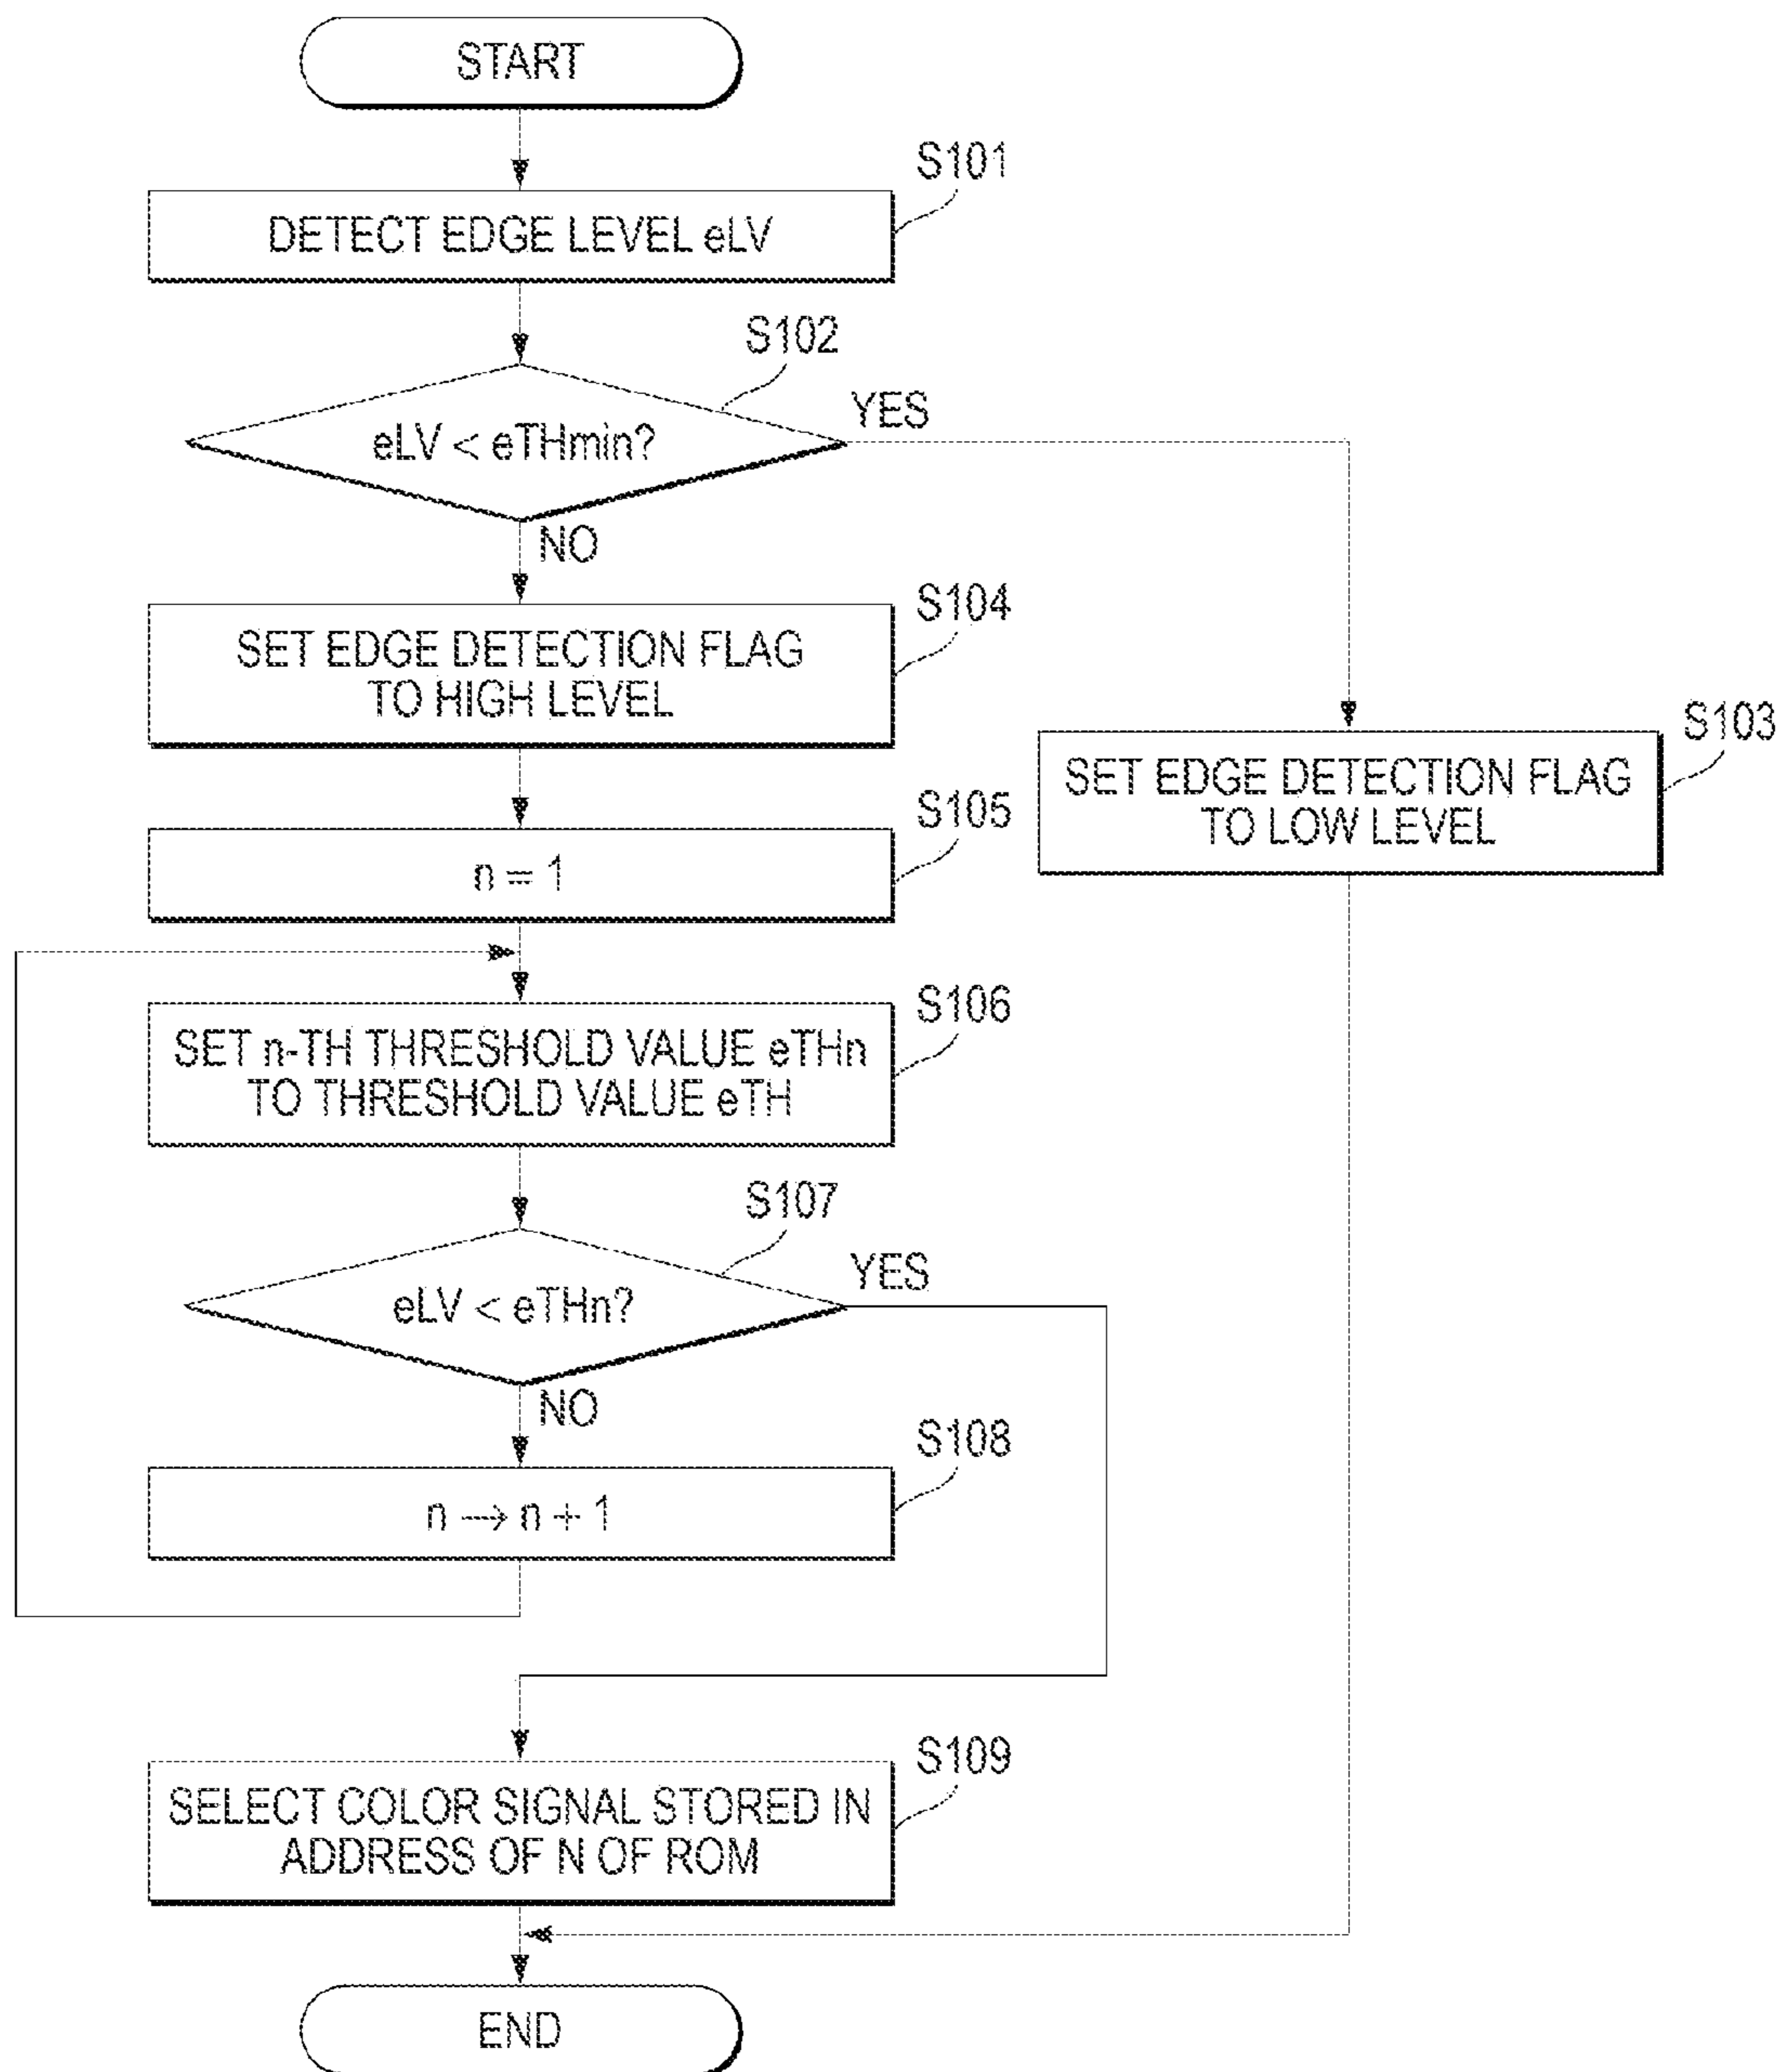 START
S101
DETECT EDGE LEVEL eLV
S102
eLV < eTHmin?
YES
NO
S104
SET EDGE DETECTION FLAG
TO HIGH LEVEL
S103
SET EDGE DETECTION FLAG
TO LOW LEVEL
S105
n = 1
S106
SET n-TH THRESHOLD VALUE eTHn
TO THRESHOLD VALUE eTH
S107
eLV < eTHn?
YES
NO
S108
n → n + 1
S109
SELECT COLOR SIGNAL STORED IN
ADDRESS OF N OF ROM
END